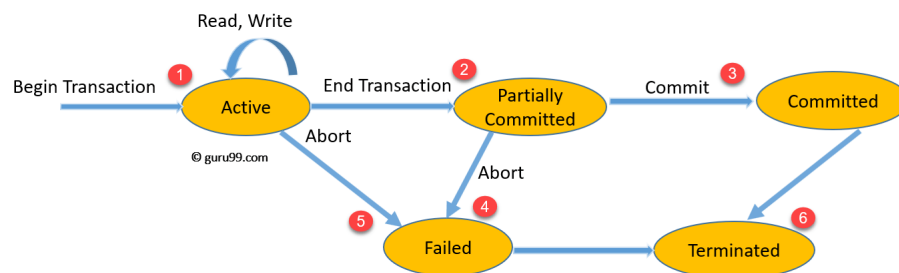 Read, Write
1
2
3
Begin Transaction
End Transaction
Commit
Active
Partially
Committed
Committed
Abort
© guru99.com
Abort
5
4
6
Failed
Terminated